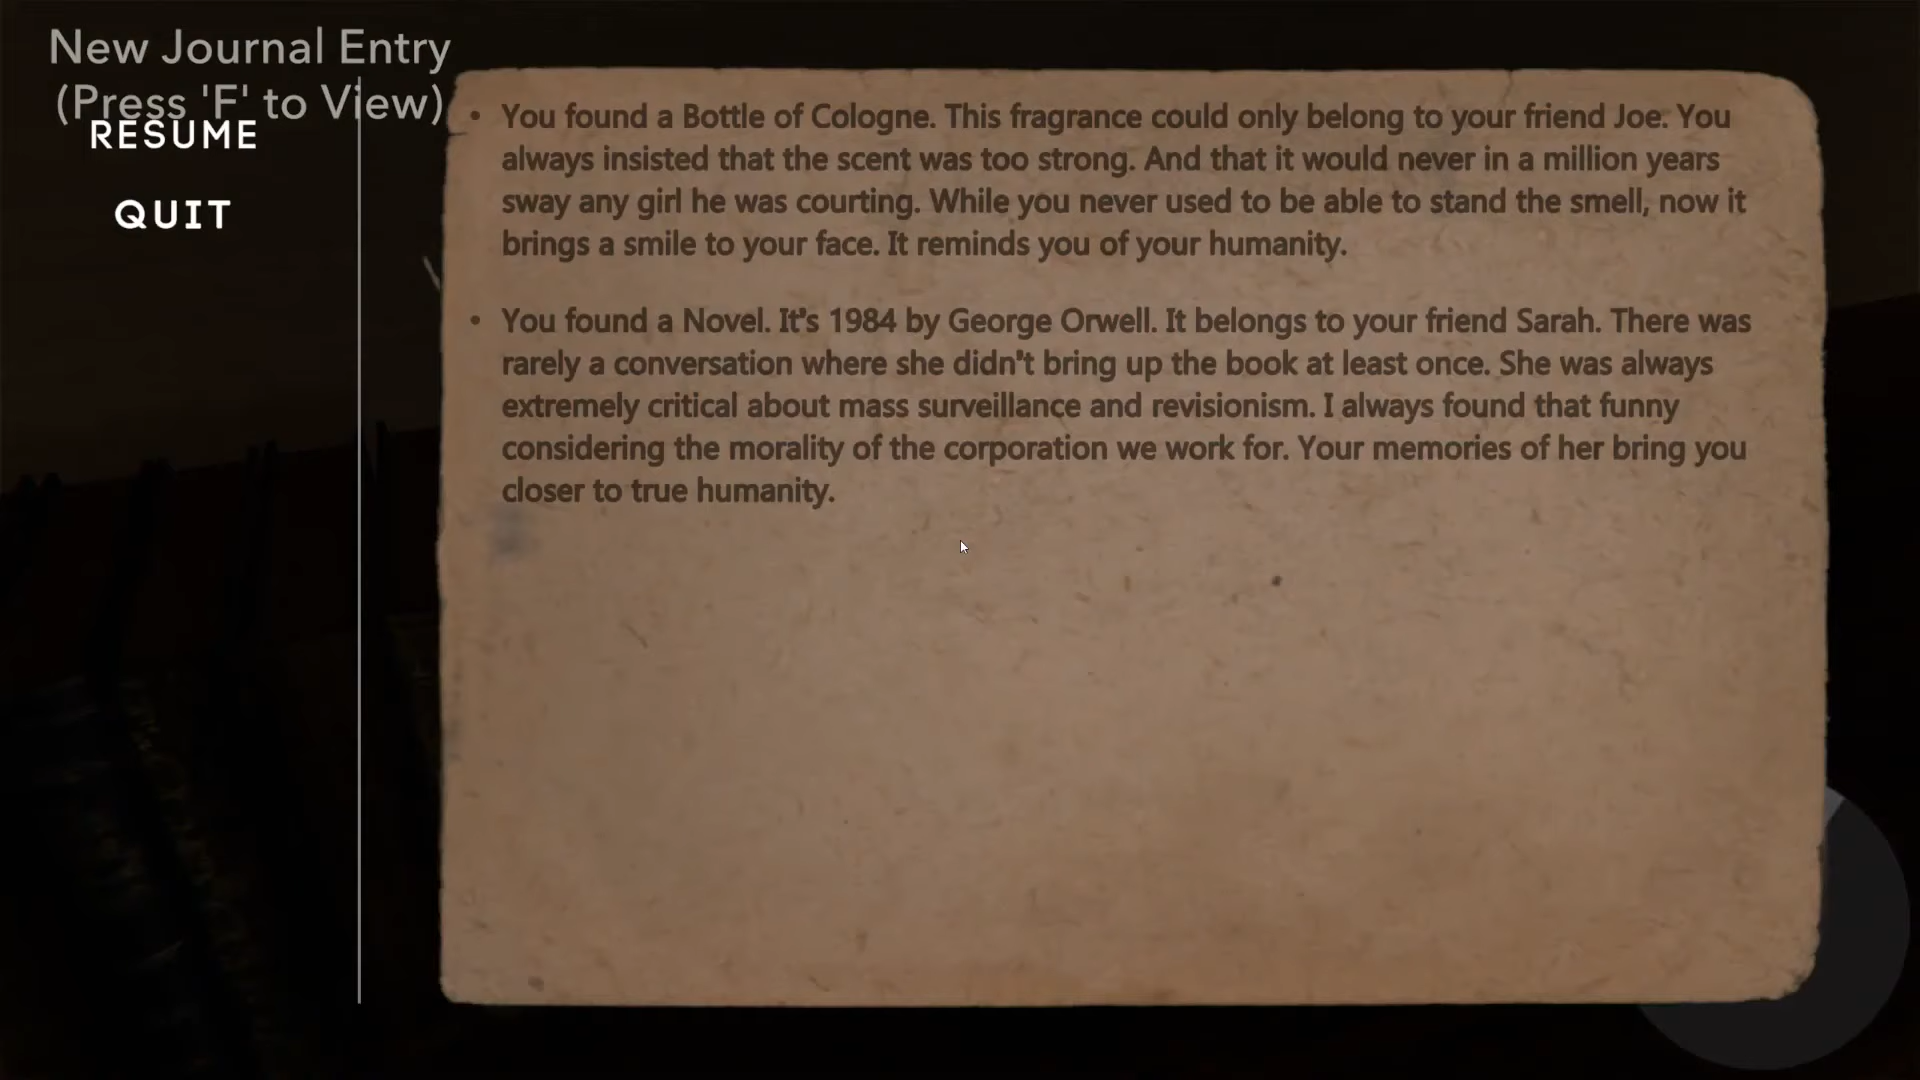 New Journal Entry
(Press 'F' to View)
RESUME
QUIT
• You found a Bottle of Cologne. This fragrance could only belong to your friend Joe. You
always insisted that the scent was too strong. And that it would never in a million years
sway any girl he was courting. While you never used to be able to stand the smell, now it
brings a smile to your face. It reminds you of your humanity.
• You found a Novel. It's 1984 by George Orwell. It belongs to your friend Sarah. There was
rarely a conversation where she didn't bring up the book at least once. She was always
extremely critical about mass surveillance and revisionism. I always found that funny
considering the morality of the corporation we work for. Your memories of her bring you
closer to true humanity.